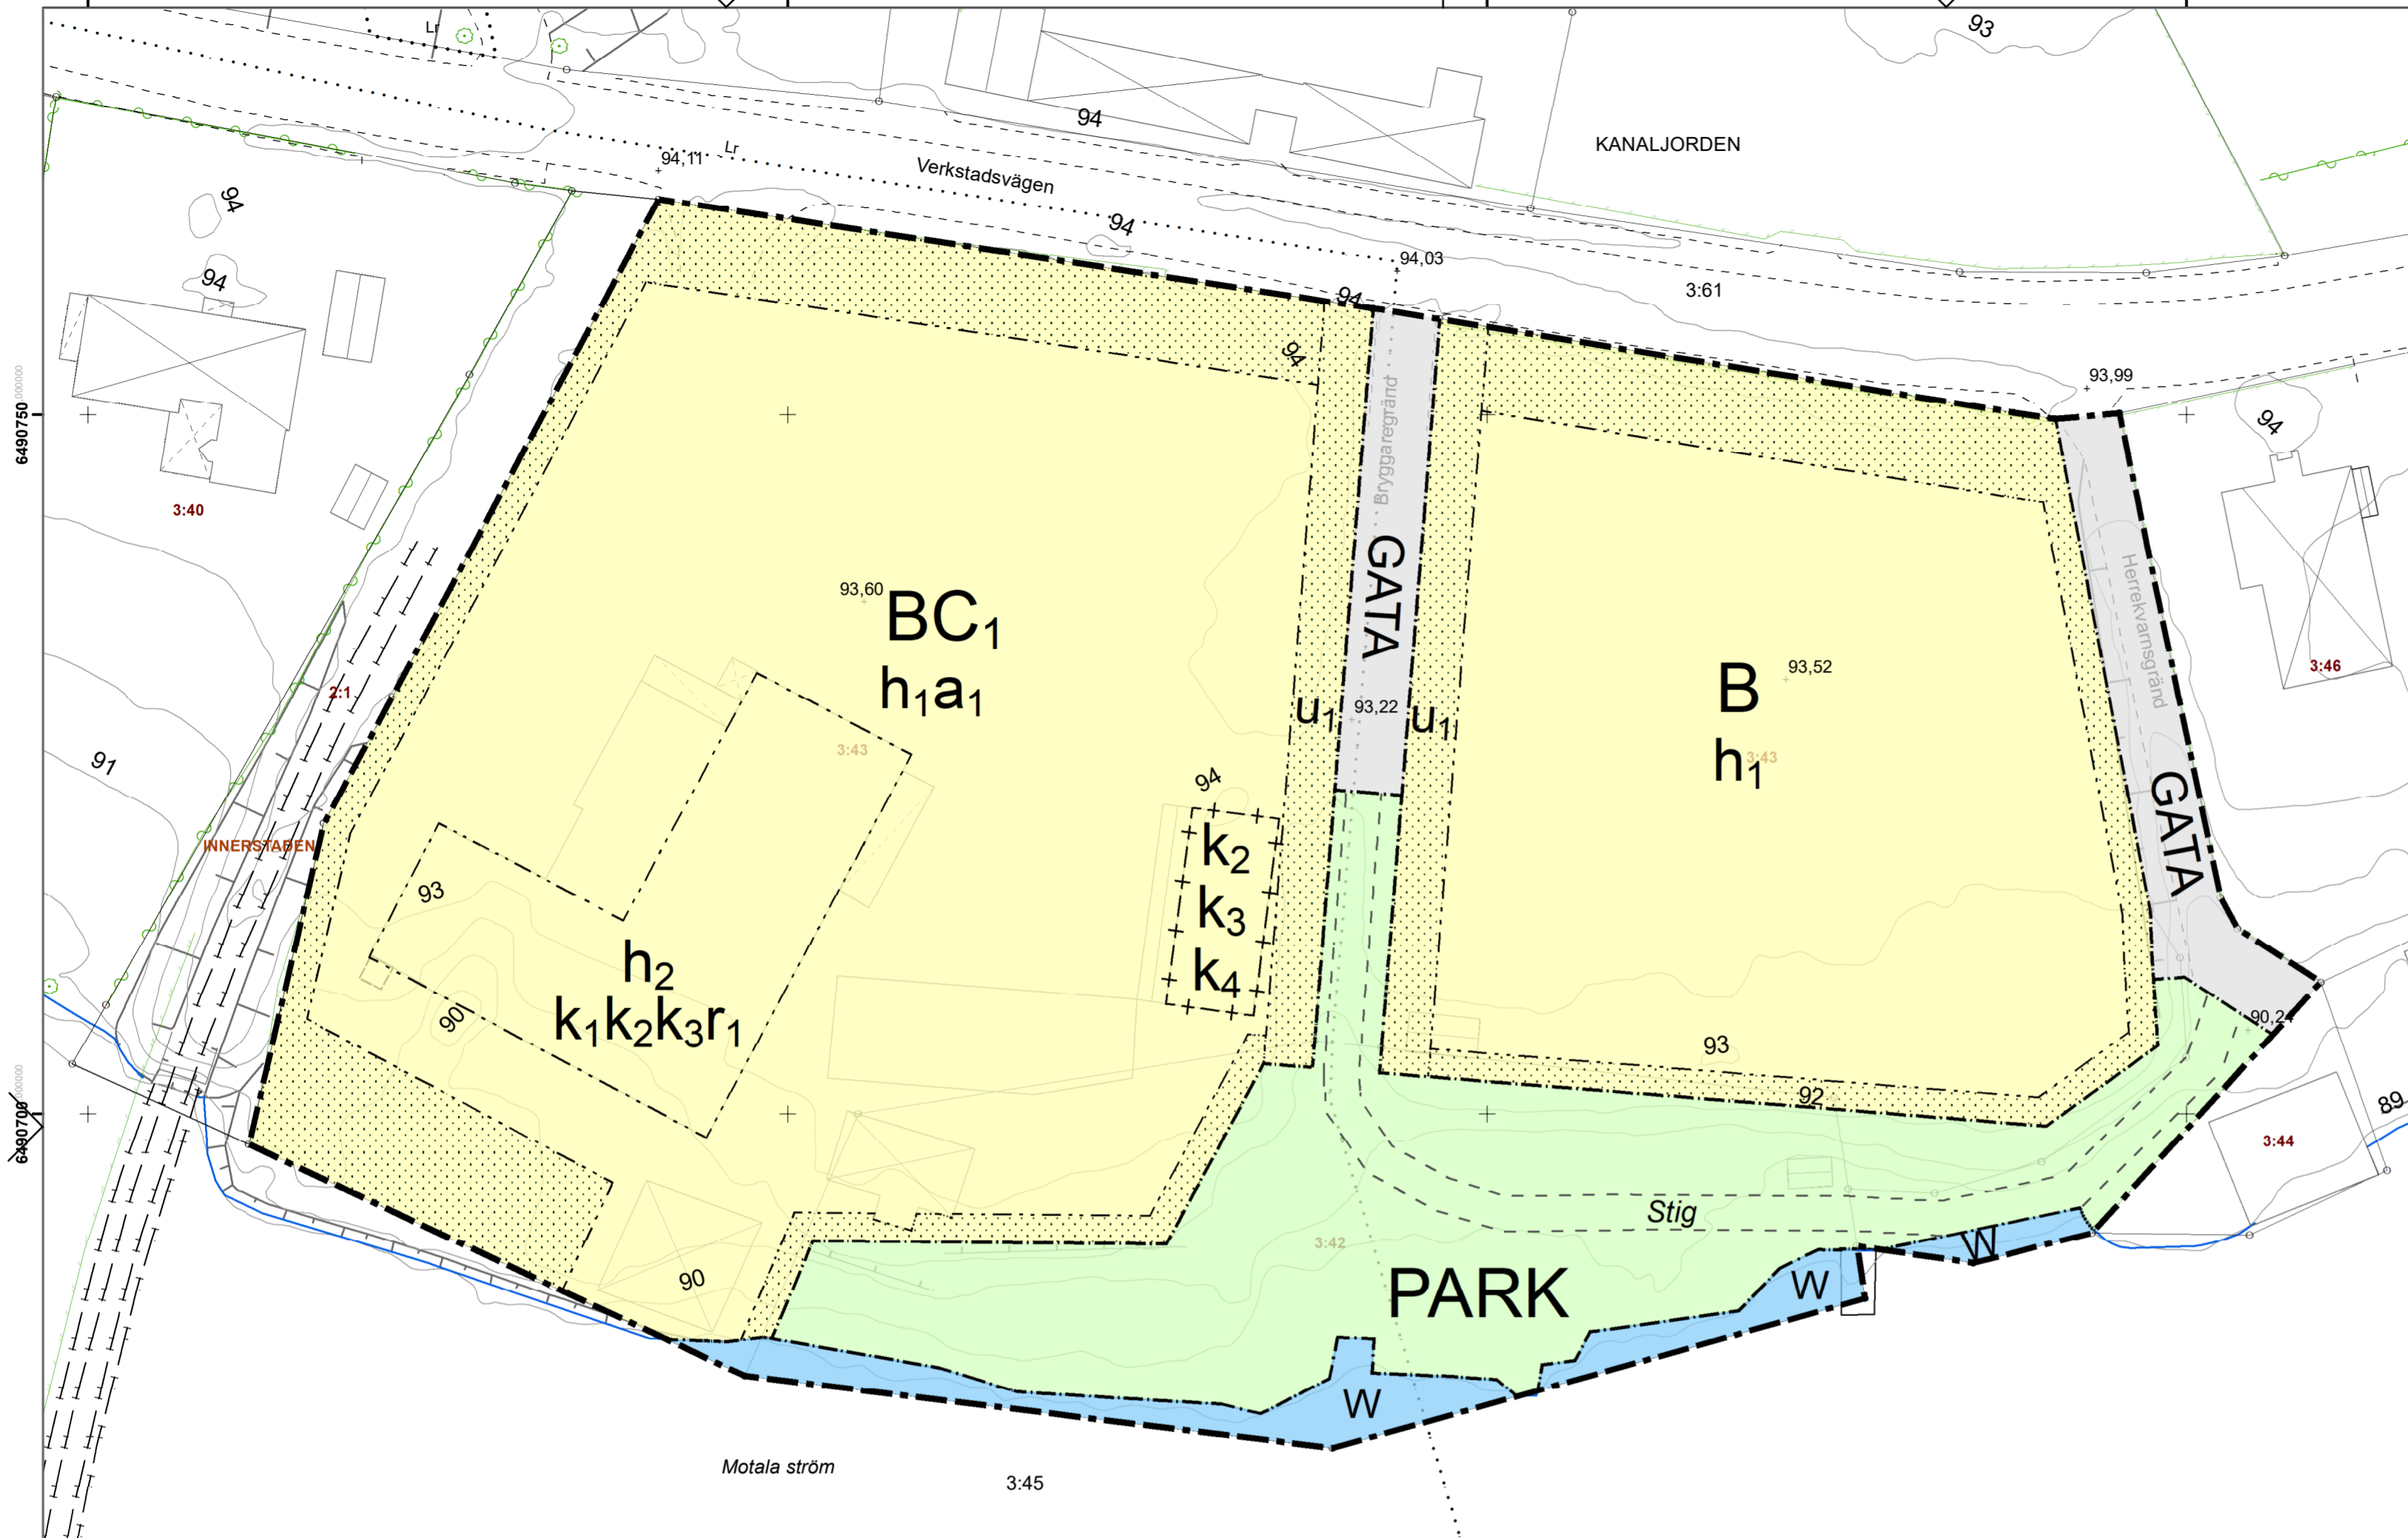 Lr
93
94
KANALJORDEN
Lr
94,11
Verkstadsvägen
94
94
94,03
94
3:61
94
94
93,99
94
6490750
000000
Bryggaregränd
3:40
GATA
Herrekvarnsgränd
93,60
BC1
h1a1
B
93,52
h1
3:43
3:46
2:1
u1
93,22
u1
3:43
91
94
GATA
INNERSTADEN
k2
k3
k4
93
h2
k1k2k3r1
90
90,24
93
92
89
6490700
000000
3:44
Stig
3:42
W
90
PARK
W
W
Motala ström
3:45